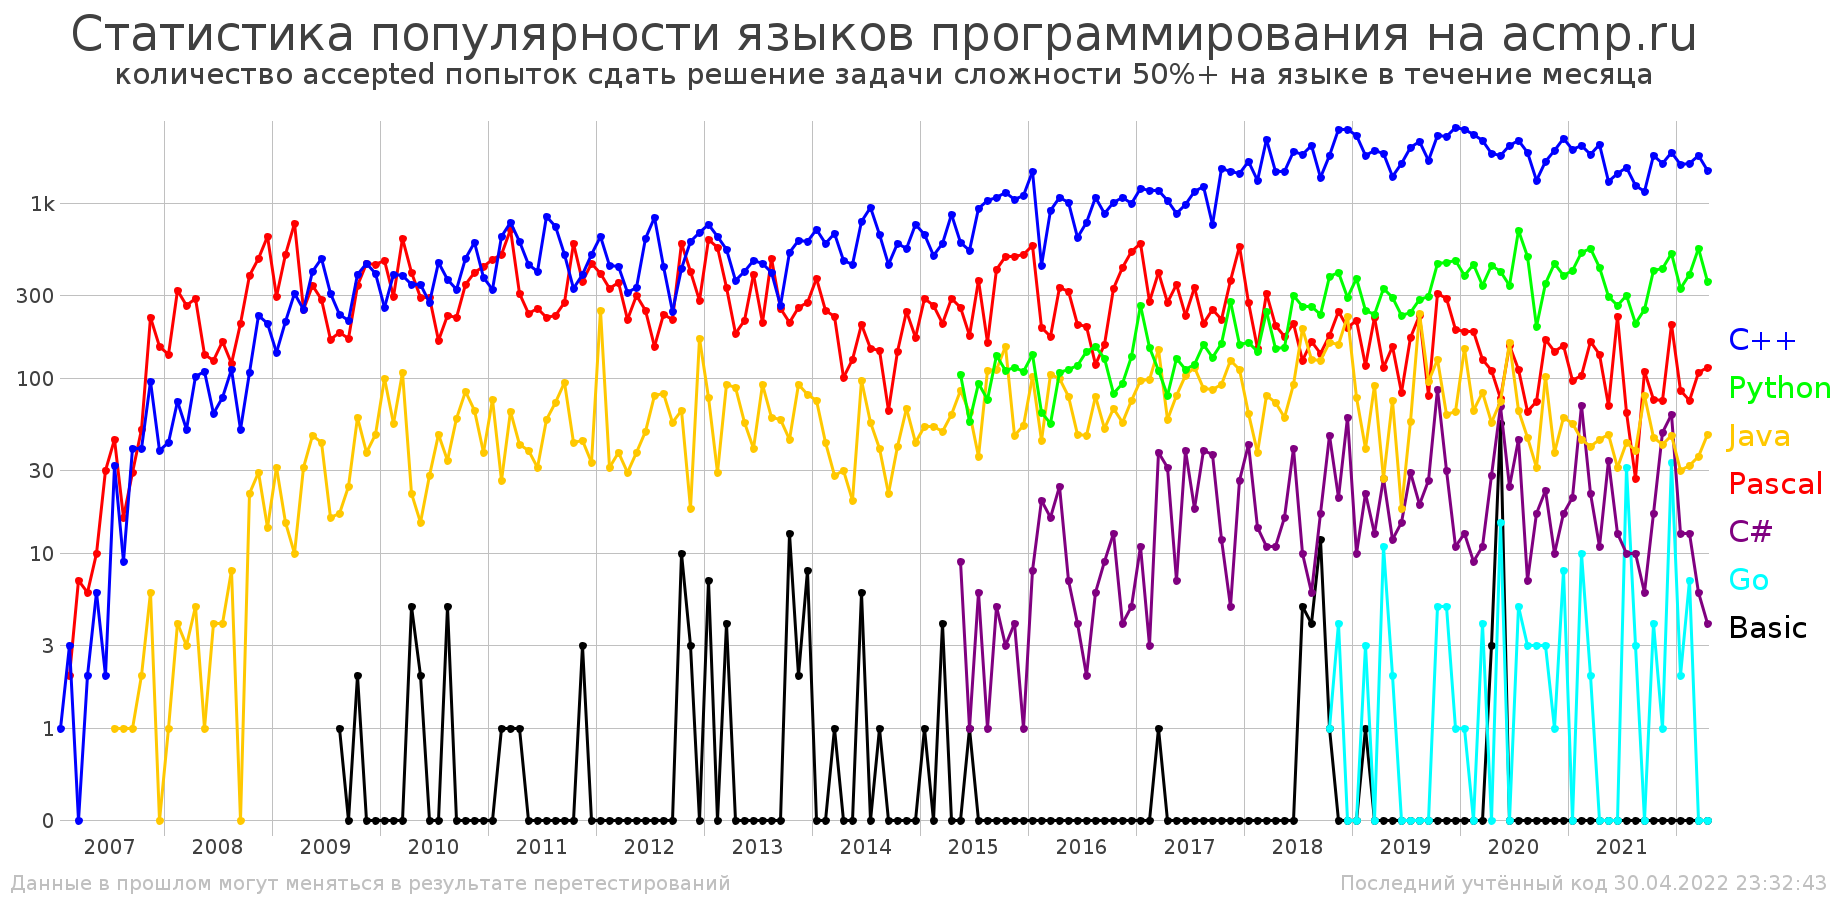 Статистика популярности языков программирования на acmp.ru
количество accepted попыток сдать решение задачи сложности 50%+ на языке в течение месяца
1k
300
100
30
10
3
1
0
C++
Python
Java
Pascal
C#
Go
Basic
2007 2008 2009 2010 2011 2012 2013 2014 2015 2016 2017 2018 2019 2020 2021
Данные в прошлом могут меняться в результате перетестирований
Последний учтённый код 30.04.2022 23:32:43